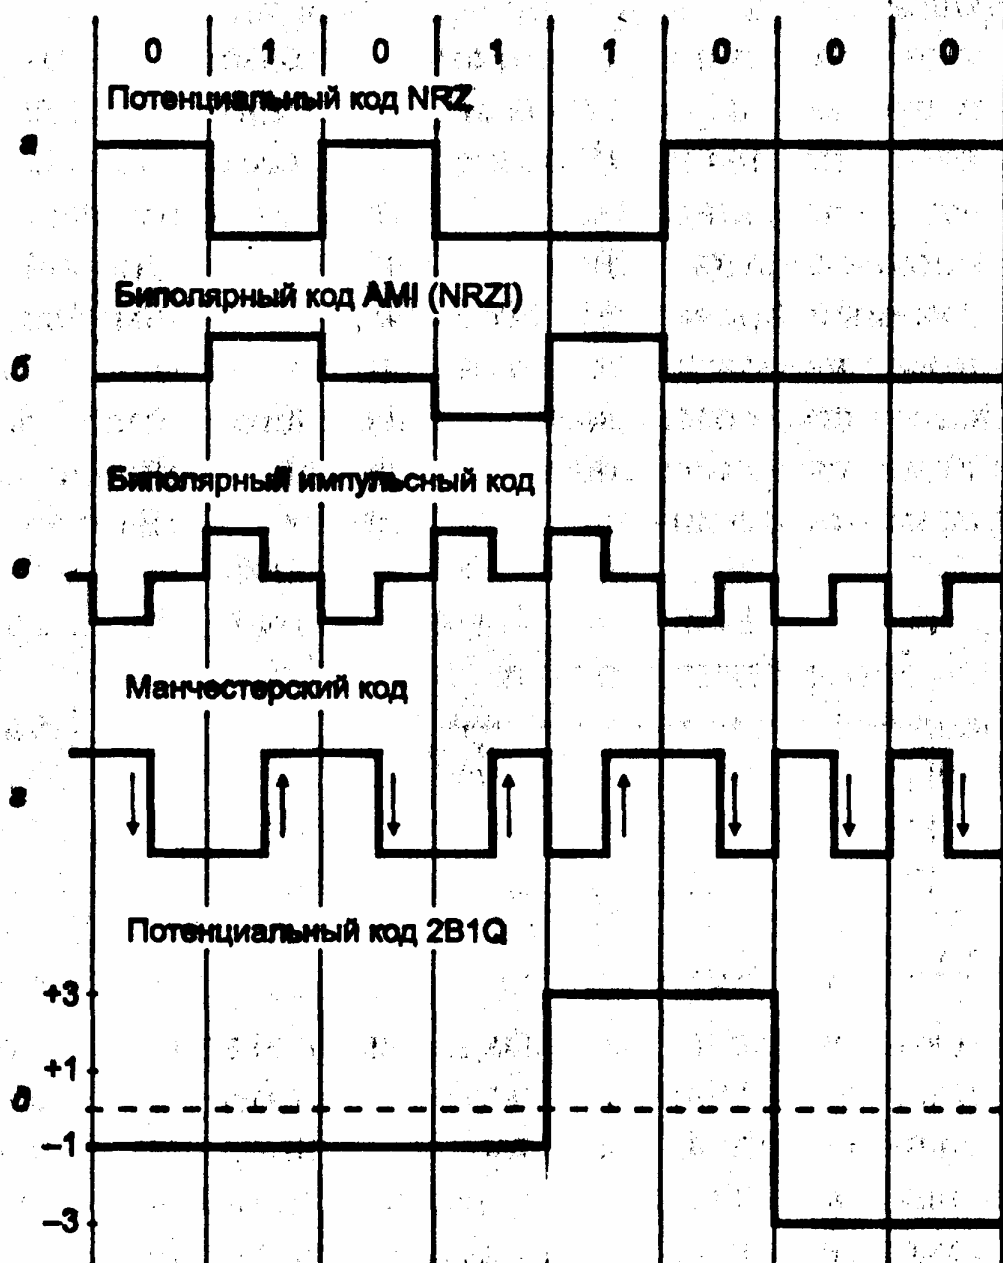 0 1 0 1 1 0 0 0
Потенциальный код NRZ
а
Биполярный код AMI (NRZI)
б
Биполярный импульсный код
в
Манчестерский код
г
Потенциальный код 2B1Q
+3
+1
д
−1
−3